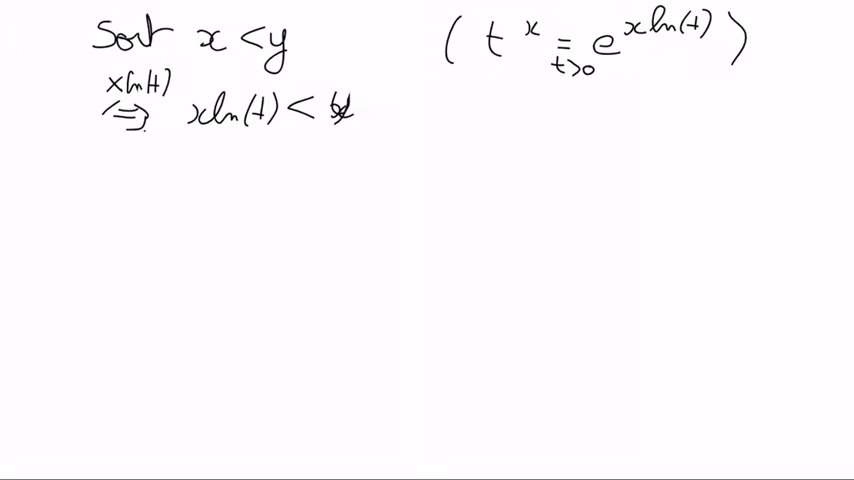 Soit x < y
( t^x = e^{x ln(t)} )
t>0
× ln(t)
⇒ x ln(t) <